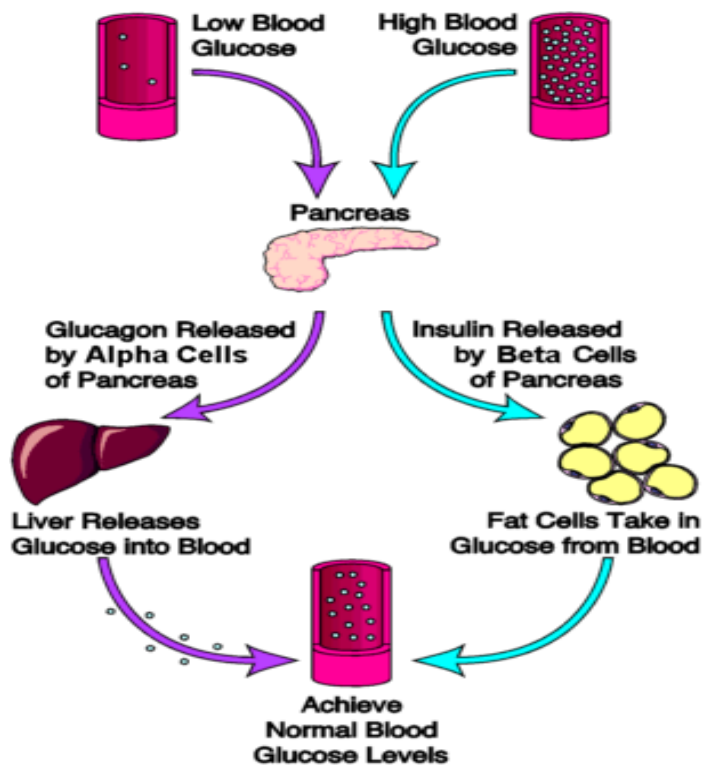 Low Blood
Glucose
High Blood
Glucose
Pancreas
Glucagon Released
by Alpha Cells
of Pancreas
Insulin Released
by Beta Cells
of Pancreas
Liver Releases
Glucose into Blood
Fat Cells Take in
Glucose from Blood
Achieve
Normal Blood
Glucose Levels